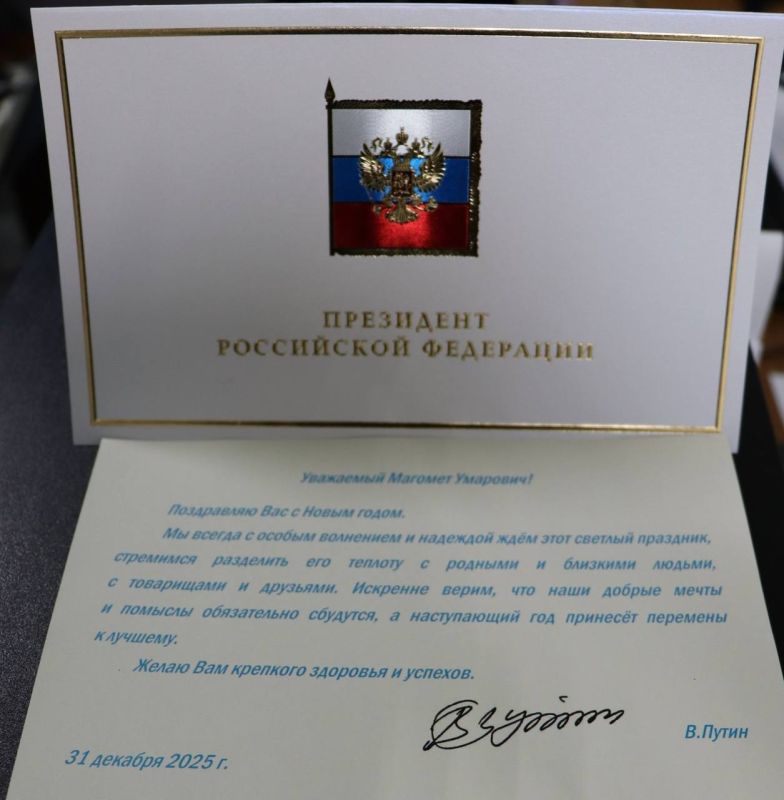 ПРЕЗИДЕНТ
РОССИЙСКОЙ ФЕДЕРАЦИИ
Уважаемый Магомет Умарович!
Поздравляю Вас с Новым годом.
Мы всегда с особым волнением и надеждой ждём этот светлый праздник,
стремимся разделить его теплоту с родными и близкими людьми,
с товарищами и друзьями. Искренне верим, что наши добрые мечты
и помыслы обязательно сбудутся, а наступающий год принесёт перемены
к лучшему.
Желаю Вам крепкого здоровья и успехов.
В.Путин
31 декабря 2025 г.